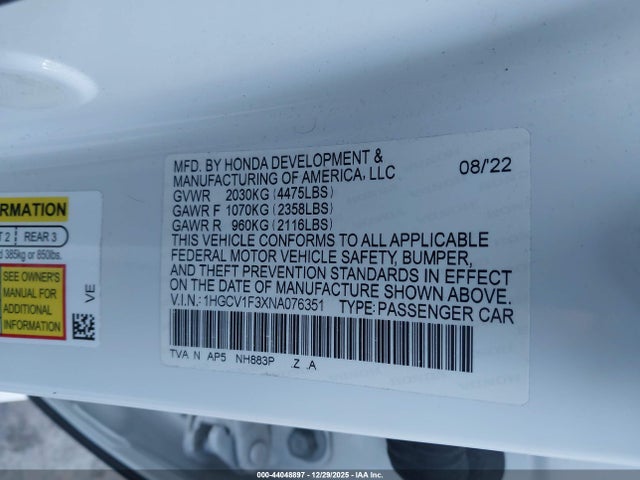 MFD. BY HONDA DEVELOPMENT & 08/'22
MANUFACTURING OF AMERICA, LLC
GVWR 2030KG (4475LBS)
GAWR F 1070KG (2358LBS)
GAWR R 960KG (2116LBS)
THIS VEHICLE CONFORMS TO ALL APPLICABLE
FEDERAL MOTOR VEHICLE SAFETY, BUMPER,
AND THEFT PREVENTION STANDARDS IN EFFECT
ON THE DATE OF MANUFACTURE SHOWN ABOVE.
V.I.N.: 1HGCV1F3XNA076351 TYPE: PASSENGER CAR
TVA N AP5 NH883P .Z .A
REAR 3
385kg or 850lbs.
SEE OWNER'S
MANUAL FOR
ADDITIONAL
INFORMATION
VE
000-44048897 - 12/29/2025 - IAA Inc.